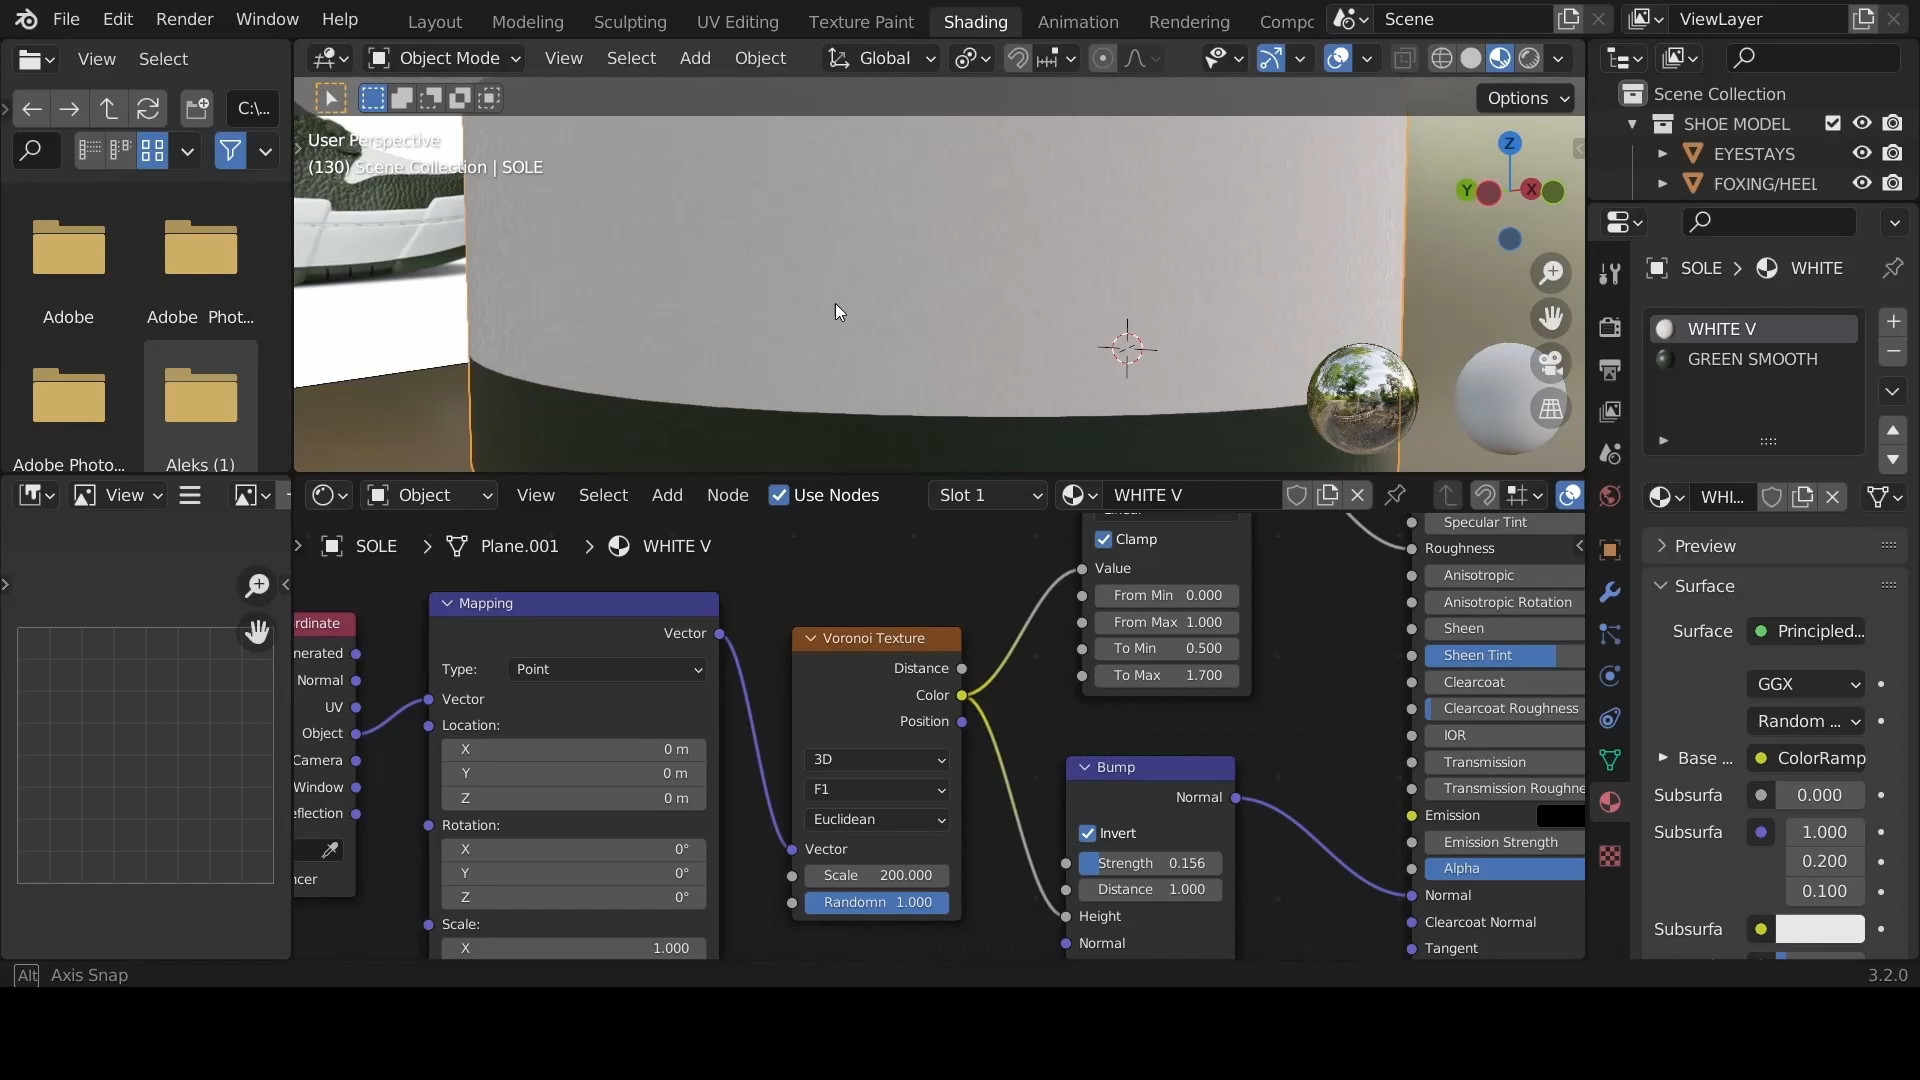 File Edit Render Window Help
Layout Modeling Sculpting UV Editing Texture Paint Shading Animation Rendering Compc
Scene
ViewLayer
View Select
Object Mode View Select Add Object Global
C:\...
Options
Adobe
Adobe Phot...
Adobe Photo...
Aleks (1)
User Perspective
(130) Scene Collection | SOLE
Z
Y
X
Scene Collection
SHOE MODEL
EYESTAYS
FOXING/HEEL
SOLE > WHITE
WHITE V
GREEN SMOOTH
View
Object View Select Add Node Use Nodes Slot 1 WHITE V
SOLE > Plane.001 > WHITE V
rdinate
nerated
Normal
UV
Object
Camera
Window
eflection
ncer
Mapping
Vector
Type: Point
Vector
Location:
X 0 m
Y 0 m
Z 0 m
Rotation:
X 0°
Y 0°
Z 0°
Scale:
X 1.000
Voronoi Texture
Distance
Color
Position
3D
F1
Euclidean
Vector
Scale 200.000
Randomn 1.000
Clamp
Value
From Min 0.000
From Max 1.000
To Min 0.500
To Max 1.700
Bump
Normal
Invert
Strength 0.156
Distance 1.000
Height
Normal
Specular Tint
Roughness
Anisotropic
Anisotropic Rotation
Sheen
Sheen Tint
Clearcoat
Clearcoat Roughness
IOR
Transmission
Transmission Roughne
Emission
Emission Strength
Alpha
Normal
Clearcoat Normal
Tangent
WHI...
Preview
Surface
Surface Principled...
GGX
Random ...
Base ... ColorRamp
Subsurfa 0.000
Subsurfa 1.000
0.200
0.100
Subsurfa
Alt Axis Snap
3.2.0